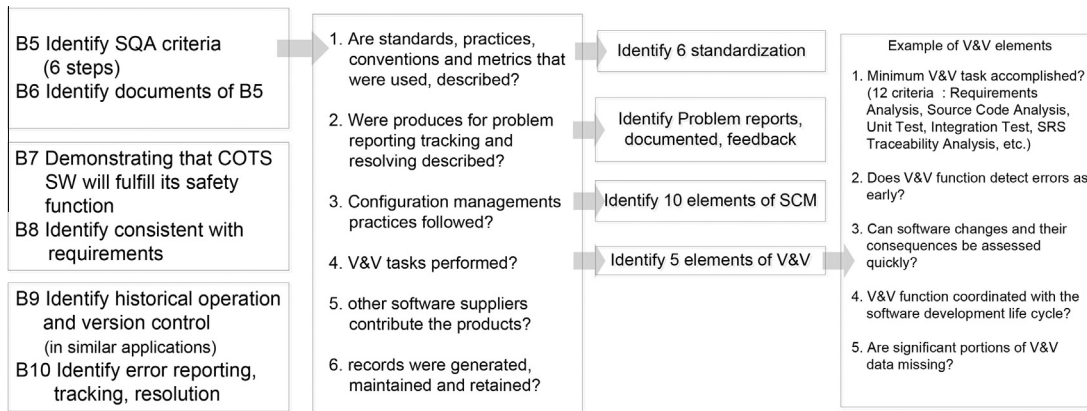 B5 Identify SQA criteria
(6 steps)
B6 Identify documents of B5
B7 Demonstrating that COTS
SW will fulfill its safety
function
B8 Identify consistent with
requirements
B9 Identify historical operation
and version control
(in similar applications)
B10 Identify error reporting,
tracking, resolution
1. Are standards, practices,
conventions and metrics that
were used, described?
2. Were produces for problem
reporting tracking and
resolving described?
3. Configuration managements
practices followed?
4. V&V tasks performed?
5. other software suppliers
contribute the products?
6. records were generated,
maintained and retained?
Identify 6 standardization
Identify Problem reports,
documented, feedback
Identify 10 elements of SCM
Identify 5 elements of V&V
Example of V&V elements
1. Minimum V&V task accomplished?
(12 criteria : Requirements
Analysis, Source Code Analysis,
Unit Test, Integration Test, SRS
Traceability Analysis, etc.)
2. Does V&V function detect errors as
early?
3. Can software changes and their
consequences be assessed
quickly?
4. V&V function coordinated with the
software development life cycle?
5. Are significant portions of V&V
data missing?